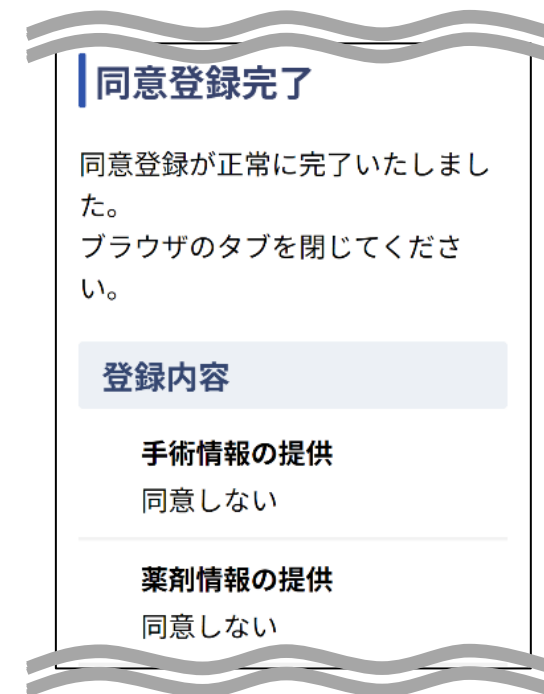 同意登録完了
同意登録が正常に完了いたしまし
た。
ブラウザのタブを閉じてくださ
い。
登録内容
手術情報の提供
同意しない
薬剤情報の提供
同意しない